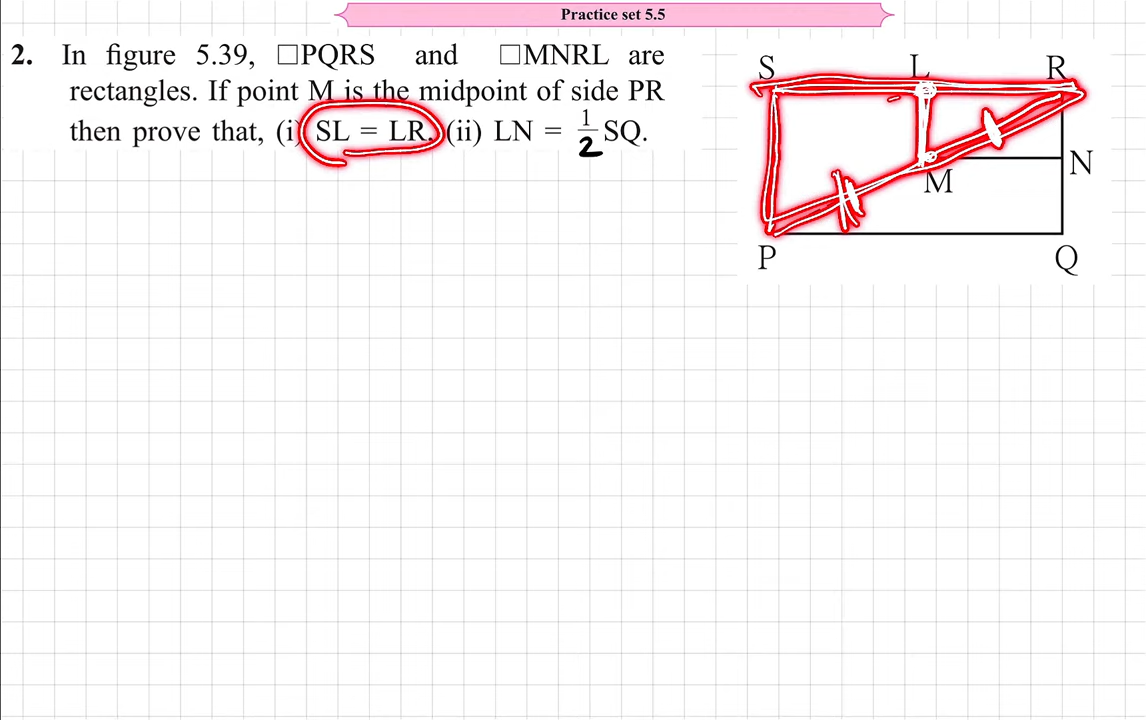 Practice set 5.5
2. In figure 5.39, □PQRS and □MNRL are
rectangles. If point M is the midpoint of side PR
then prove that, (i) SL = LR, (ii) LN = 1/2 SQ.
S L R
M N
P Q